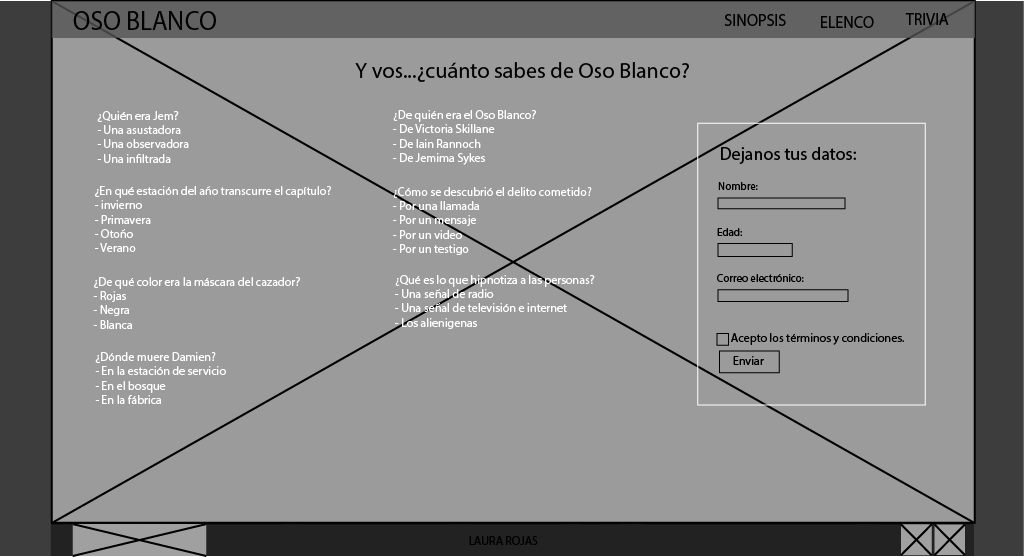 OSO BLANCO
SINOPSIS
ELENCO
TRIVIA
Y vos...¿cuánto sabes de Oso Blanco?
¿Quién era Jem?
- Una asustadora
- Una observadora
- Una infiltrada
¿En qué estación del año transcurre el capítulo?
- invierno
- Primavera
- Otoño
- Verano
¿De qué color era la máscara del cazador?
- Rojas
- Negra
- Blanca
¿Dónde muere Damien?
- En la estación de servicio
- En el bosque
- En la fábrica
¿De quién era el Oso Blanco?
- De Victoria Skillane
- De Iain Rannoch
- De Jemima Sykes
¿Cómo se descubrió el delito cometido?
- Por una llamada
- Por un mensaje
- Por un video
- Por un testigo
¿Qué es lo que hipnotiza a las personas?
- Una señal de radio
- Una señal de televisión e internet
- Los alienigenas
Dejanos tus datos:
Nombre:
Edad:
Correo electrónico:
Acepto los términos y condiciones.
Enviar
LAURA ROJAS